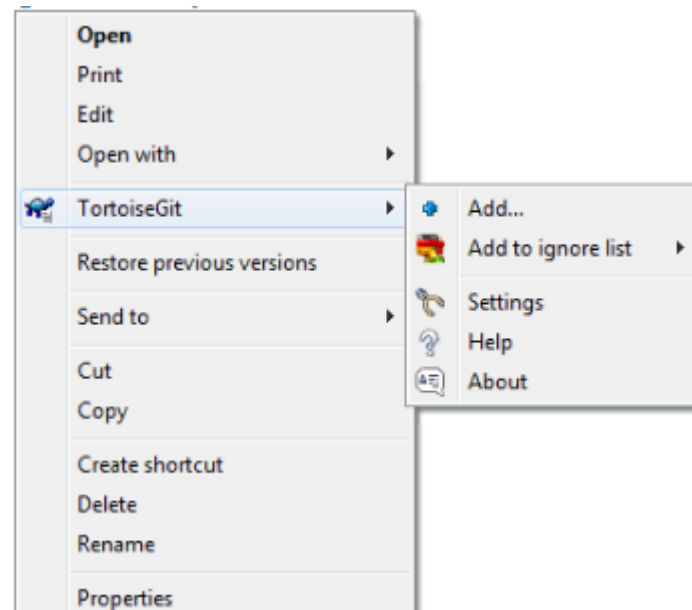 Open
Print
Edit
Open with
TortoiseGit
Restore previous versions
Send to
Cut
Copy
Create shortcut
Delete
Rename
Properties
Add...
Add to ignore list
Settings
Help
About